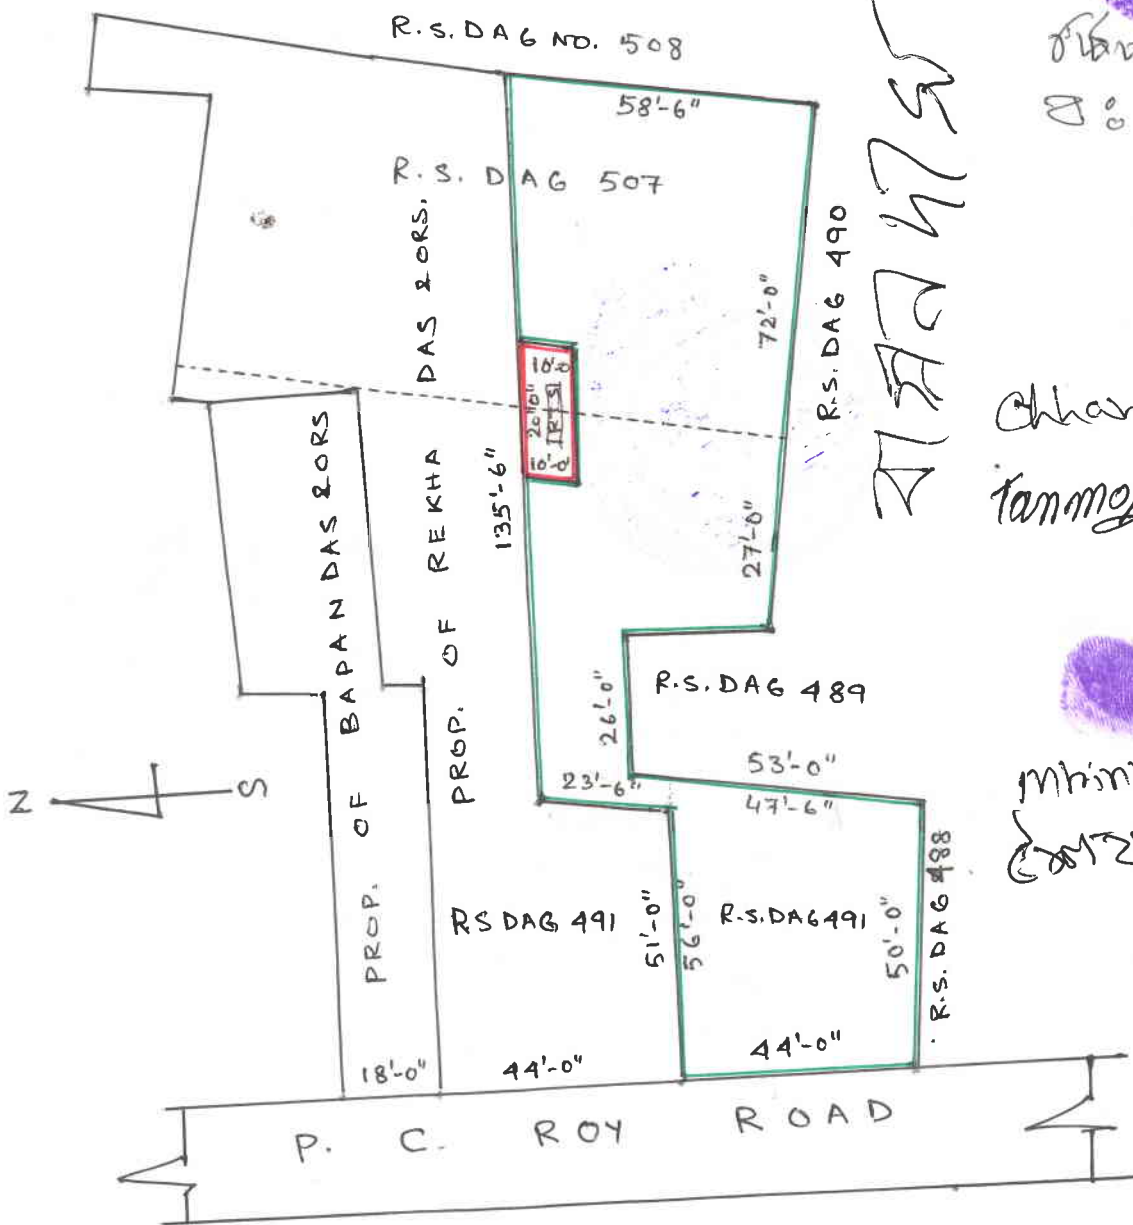 R.S. DAG NO. 508
58'-6"
R.S. DAG 507
R.S. DAG 490
72'-0"
27'-0"
10'-0
20'0"
RTS
10'-0"
135'-6"
PROP. OF REKHA DAS & ORS.
PROP. OF BAPAN DAS & ORS
R.S. DAG 489
26'-0"
53'-0"
23'-6"
47'-6"
N
S
RS DAG 491
51'-0"
56'-0"
R.S. DAG 491
50'-0"
R.S. DAG 488
18'-0"
44'-0"
44'-0"
P. C. ROY ROAD